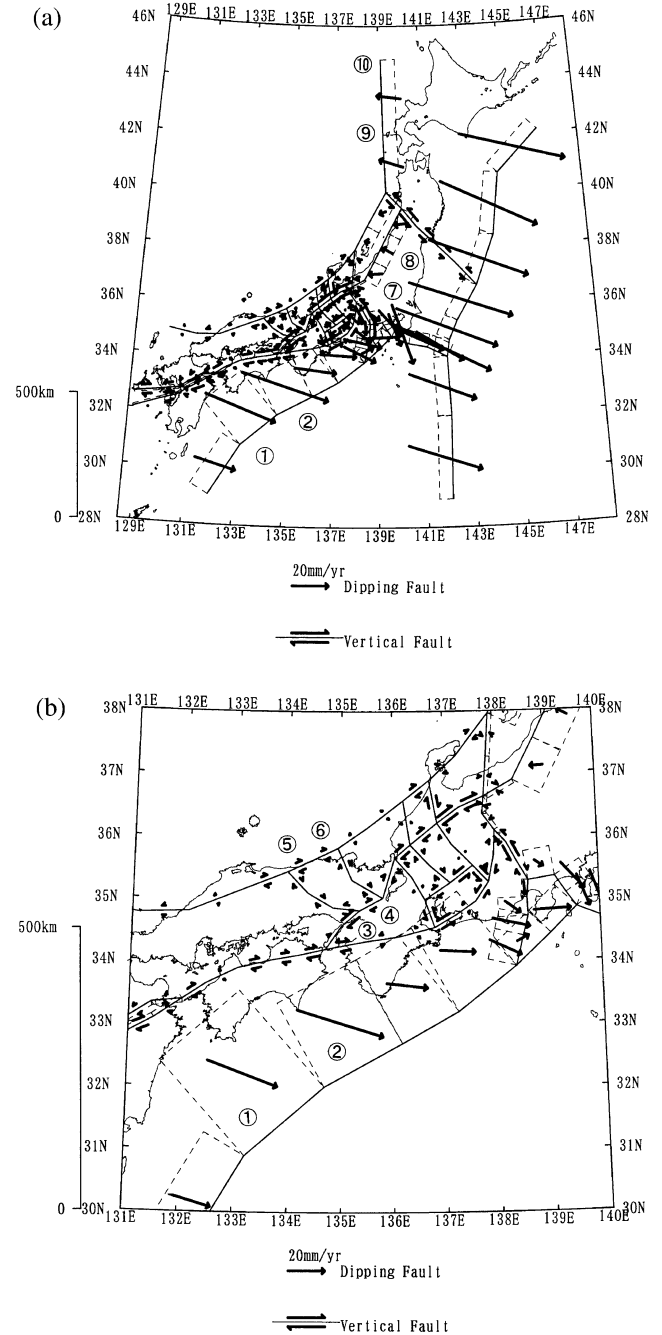 (a)
46N 129E 131E 133E 135E 137E 139E 141E 143E 145E 147E 46N
44N 44N
42N 42N
40N 40N
38N 38N
36N 36N
34N 34N
32N 32N
30N 30N
28N 28N
129E 131E 133E 135E 137E 139E 141E 143E 145E 147E
⑩
⑨
⑧
⑦
②
①
500km
0
20mm/yr
Dipping Fault
Vertical Fault
(b)
38N 131E 132E 133E 134E 135E 136E 137E 138E 139E 140E 38N
37N 37N
36N 36N
35N 35N
34N 34N
33N 33N
32N 32N
31N 31N
30N 30N
131E 132E 133E 134E 135E 136E 137E 138E 139E 140E
⑤ ⑥
④
③
②
①
500km
0
20mm/yr
Dipping Fault
Vertical Fault